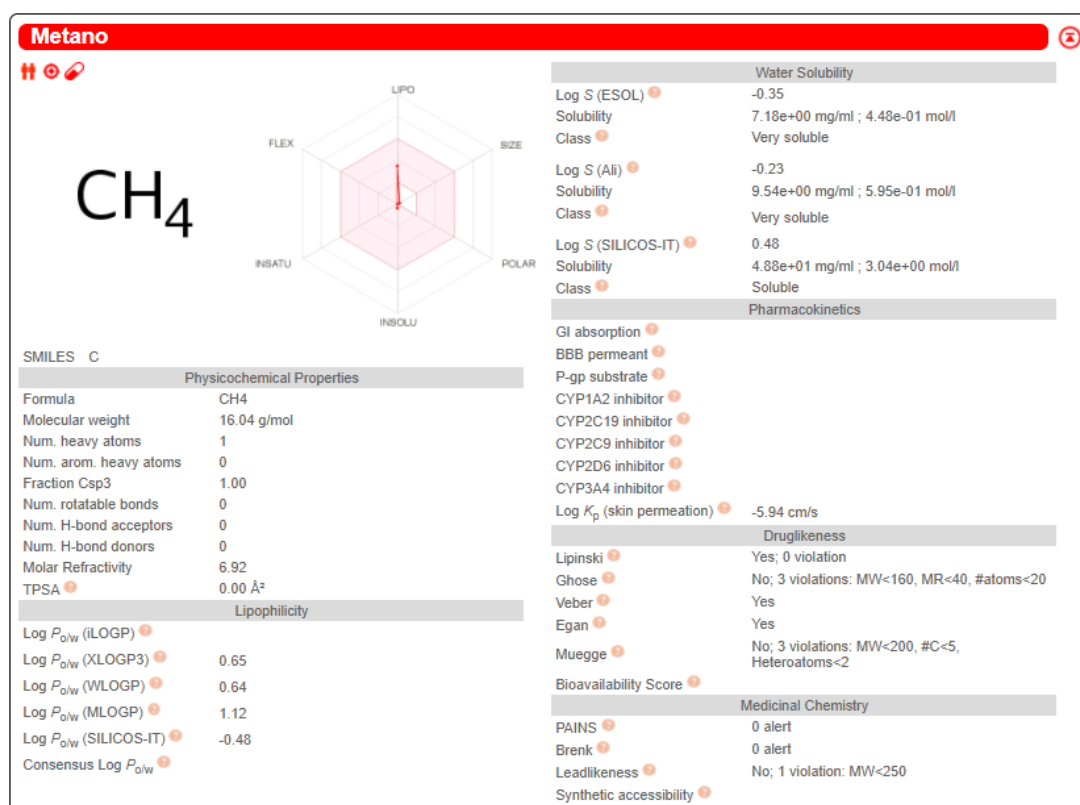 Metano
LIPO
FLEX
SIZE
CH4
INSATU
POLAR
INSOLU
SMILES C
Physicochemical Properties
Formula CH4
Molecular weight 16.04 g/mol
Num. heavy atoms 1
Num. arom. heavy atoms 0
Fraction Csp3 1.00
Num. rotatable bonds 0
Num. H-bond acceptors 0
Num. H-bond donors 0
Molar Refractivity 6.92
TPSA ? 0.00 Å²
Lipophilicity
Log Po/w (iLOGP) ?
Log Po/w (XLOGP3) ? 0.65
Log Po/w (WLOGP) ? 0.64
Log Po/w (MLOGP) ? 1.12
Log Po/w (SILICOS-IT) ? -0.48
Consensus Log Po/w ?
Water Solubility
Log S (ESOL) ? -0.35
Solubility 7.18e+00 mg/ml ; 4.48e-01 mol/l
Class ? Very soluble
Log S (Ali) ? -0.23
Solubility 9.54e+00 mg/ml ; 5.95e-01 mol/l
Class ? Very soluble
Log S (SILICOS-IT) ? 0.48
Solubility 4.88e+01 mg/ml ; 3.04e+00 mol/l
Class ? Soluble
Pharmacokinetics
GI absorption ?
BBB permeant ?
P-gp substrate ?
CYP1A2 inhibitor ?
CYP2C19 inhibitor ?
CYP2C9 inhibitor ?
CYP2D6 inhibitor ?
CYP3A4 inhibitor ?
Log Kp (skin permeation) ? -5.94 cm/s
Druglikeness
Lipinski ? Yes; 0 violation
Ghose ? No; 3 violations: MW<160, MR<40, #atoms<20
Veber ? Yes
Egan ? Yes
Muegge ? No; 3 violations: MW<200, #C<5,
Heteroatoms<2
Bioavailability Score ?
Medicinal Chemistry
PAINS ? 0 alert
Brenk ? 0 alert
Leadlikeness ? No; 1 violation: MW<250
Synthetic accessibility ?